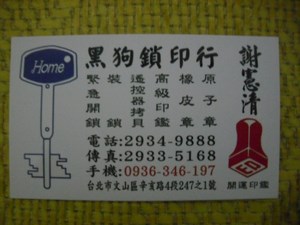 Home
黑狗鎖印行
謝憲清
緊急開鎖
裝鎖
遙控器拷貝
高級印鑑
橡皮章
原子章
電話:2934-9888
傳真:2933-5168
手機:0936-346-197
台北市文山區辛亥路4段247之1號
開運印鑑